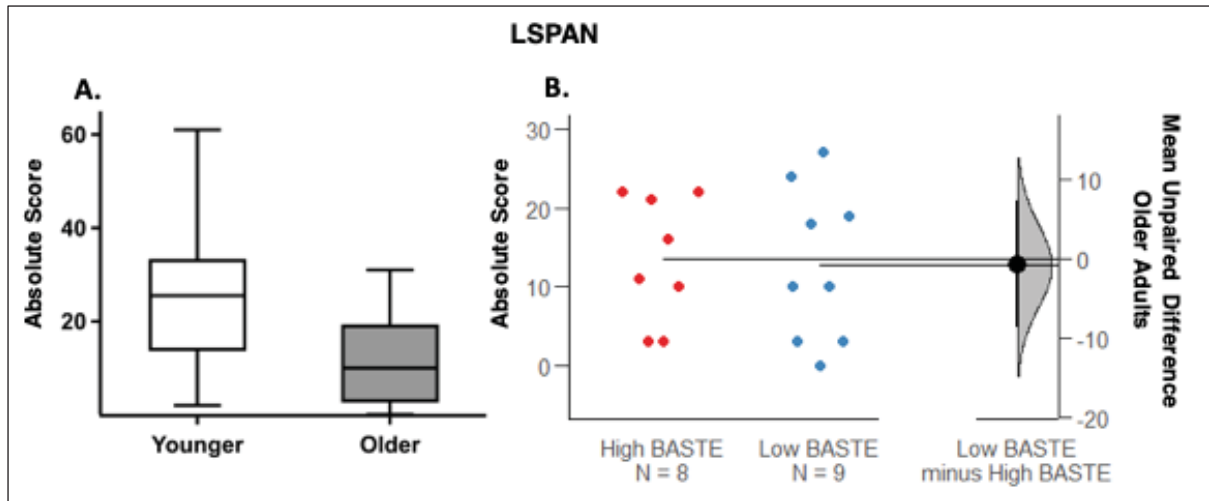 LSPAN
A.
Absolute Score
60
40
20
Younger
Older
B.
Absolute Score
30
20
10
0
High BASTE
N = 8
Low BASTE
N = 9
Low BASTE
minus High BASTE
10
0
-10
-20
Mean Unpaired Difference
Older Adults